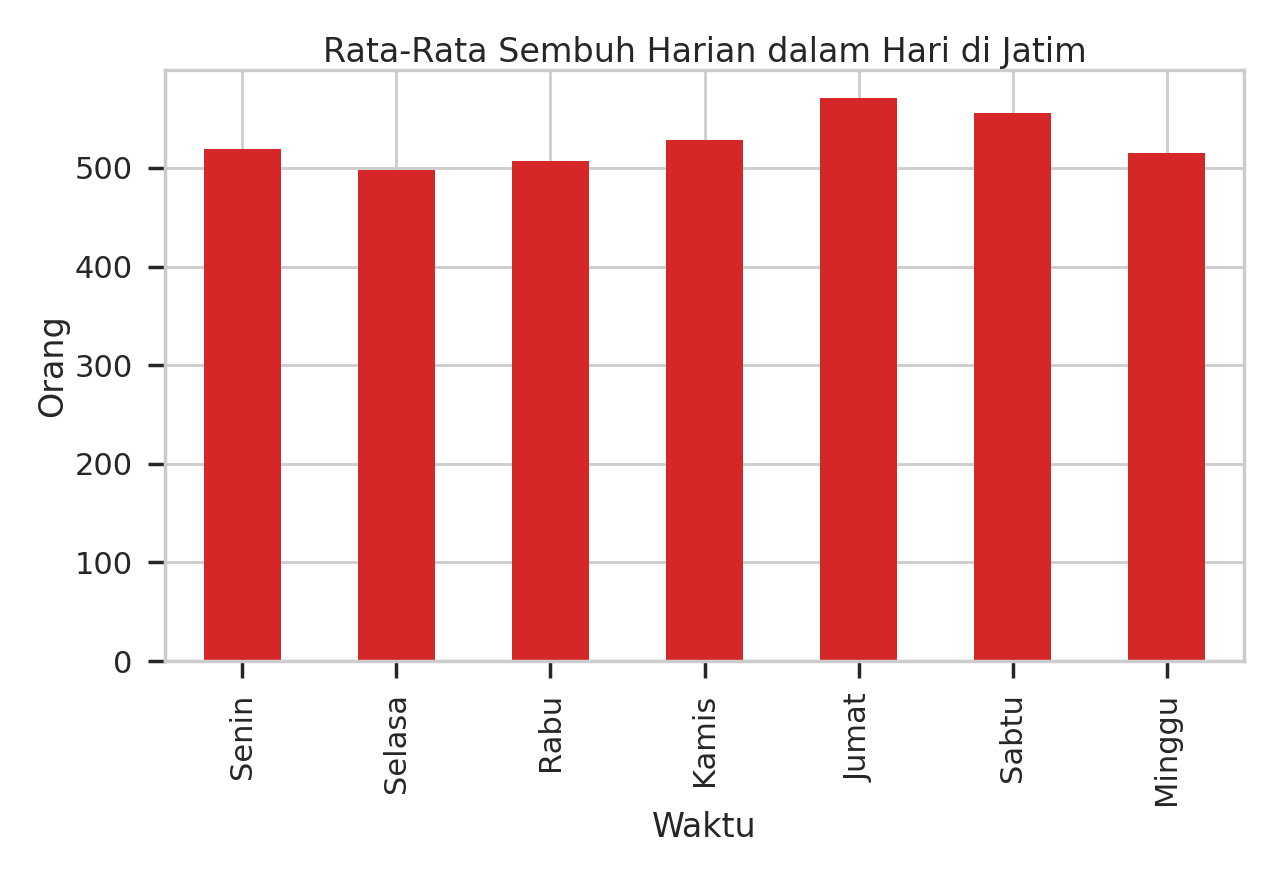 Rata-Rata Sembuh Harian dalam Hari di Jatim
Orang
500
400
300
200
100
0
Senin
Selasa
Rabu
Kamis
Jumat
Sabtu
Minggu
Waktu